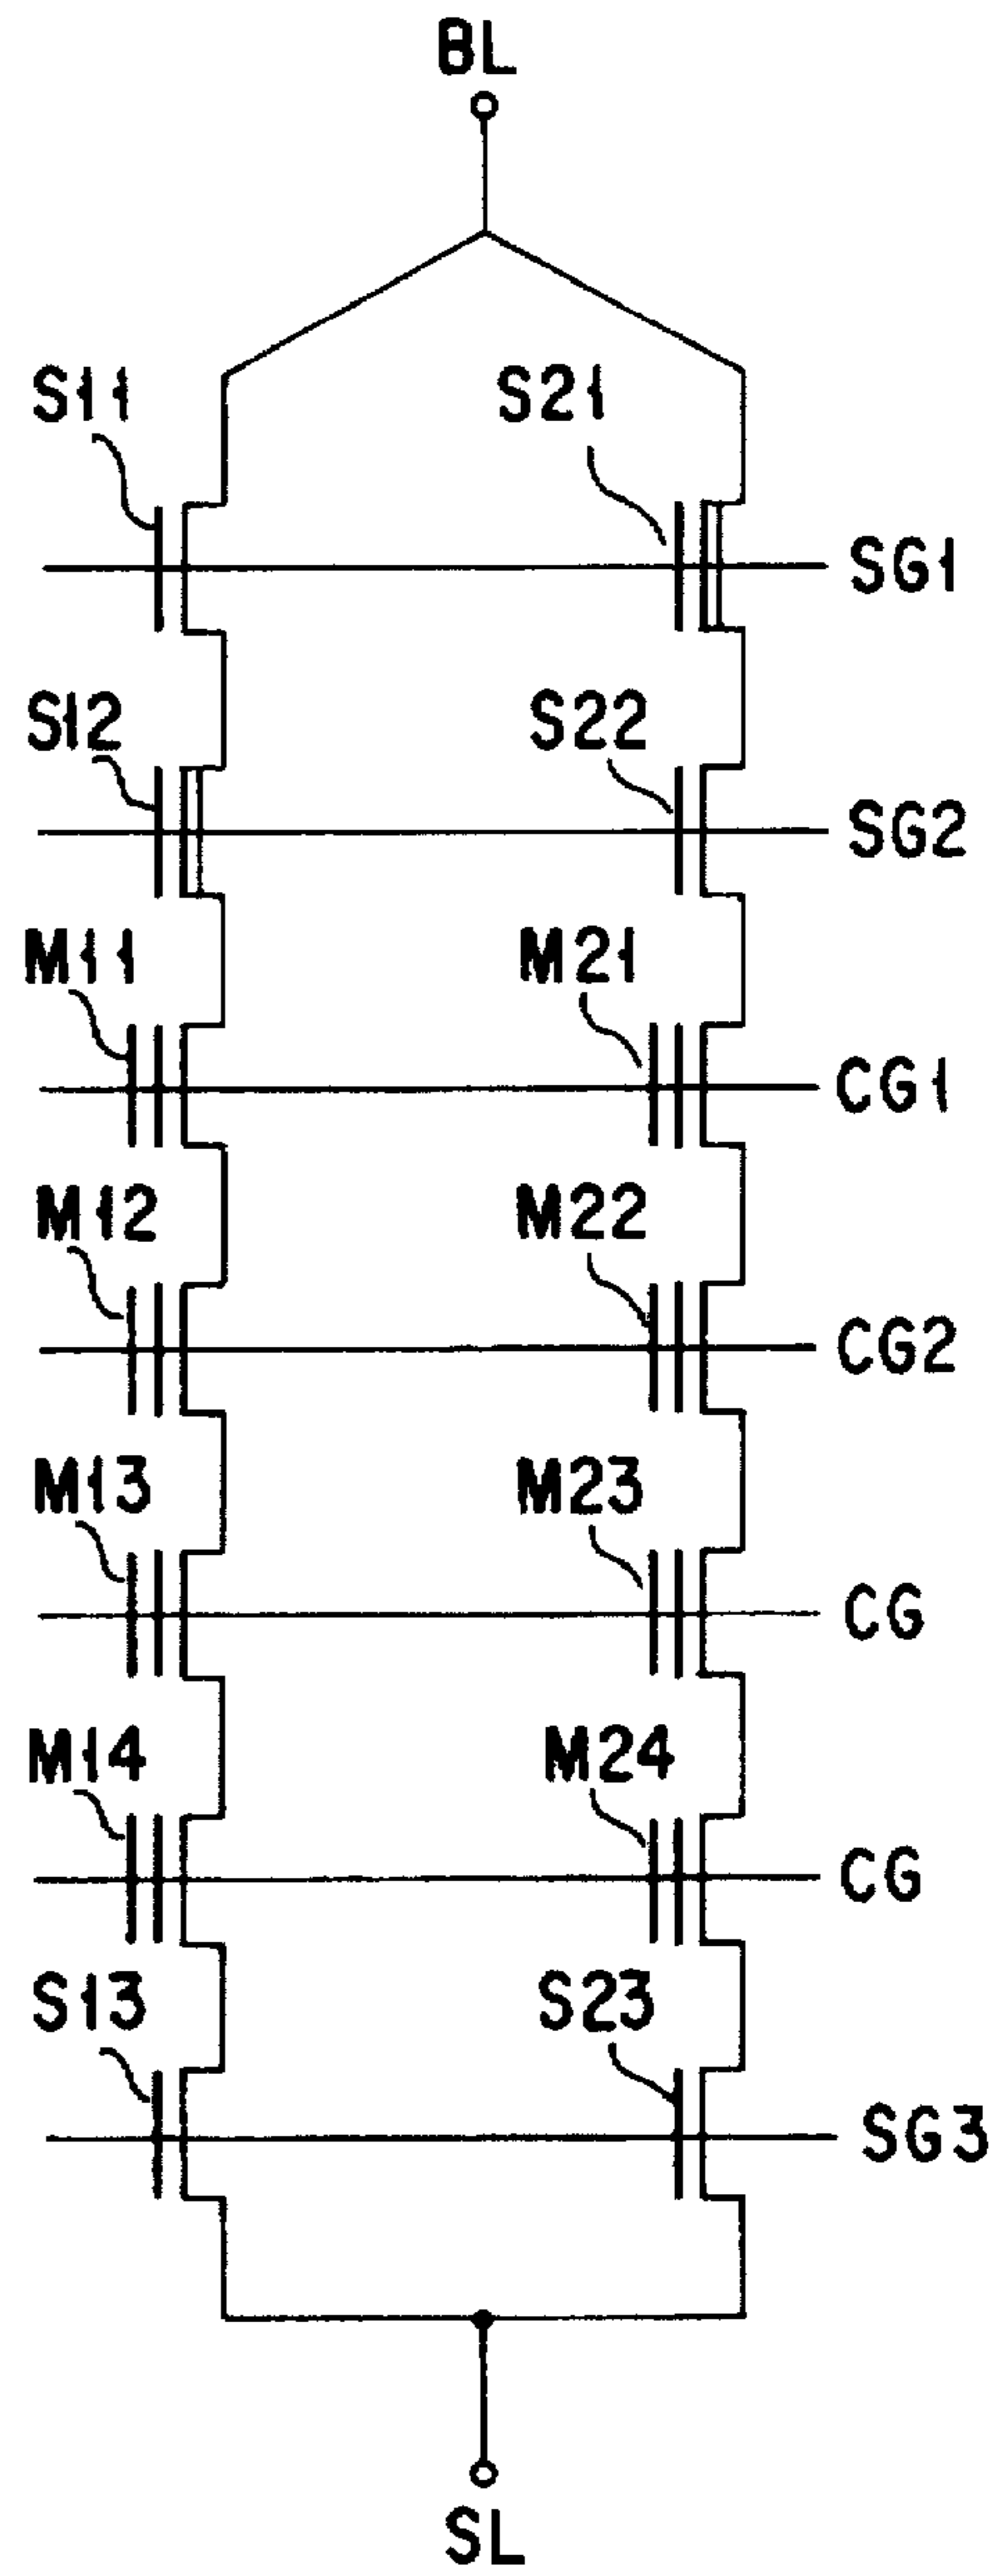 BL
S11 S21
SG1
S12 S22
SG2
M11 M21
CG1
M12 M22
CG2
M13 M23
CG
M14 M24
CG
S13 S23
SG3
SL